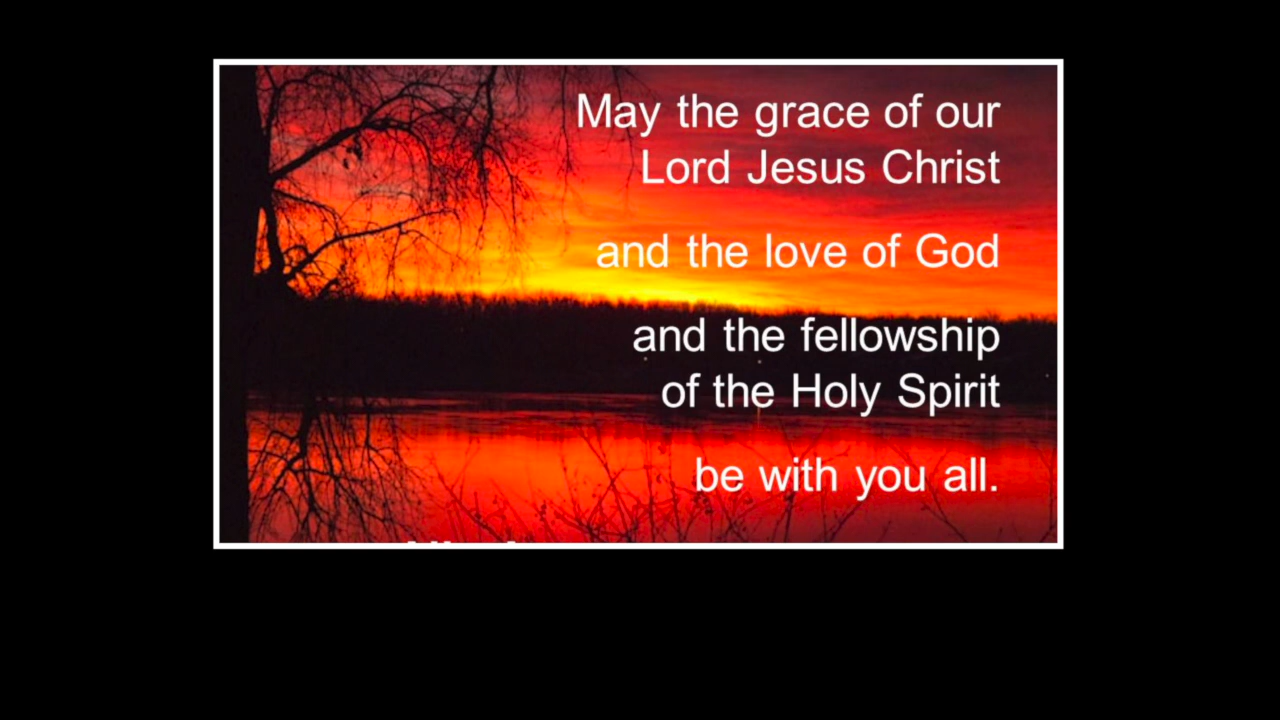 May the grace of our
Lord Jesus Christ
and the love of God
and the fellowship
of the Holy Spirit
be with you all.